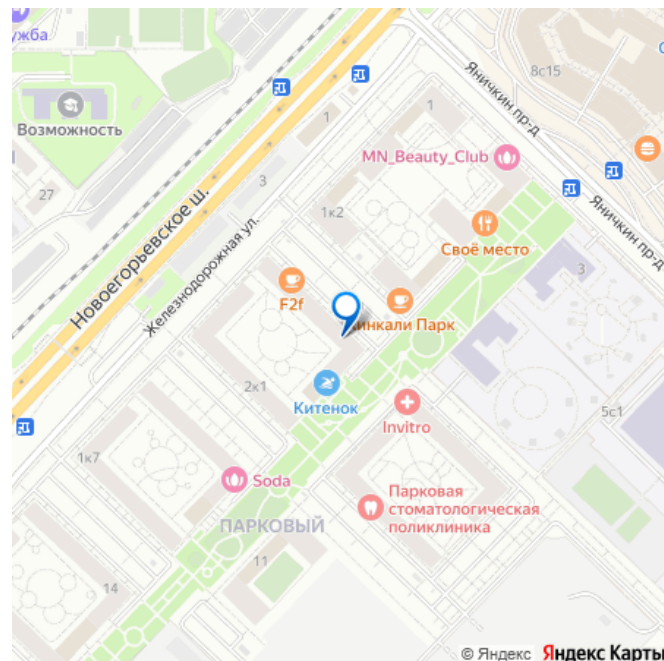 ужба
Яничкин пр-д
8с15
Возможность
1
1
MN_Beauty_Club
27
3
1к2
Новоегорьевское ш.
Железнодорожная ул.
Своё место
Яничкин пр-д
3
F2f
инкали Парк
2к1
Китенок
Invitro
5с1
1к7
Soda
Парковая
стоматологическая
поликлиника
ПАРКОВЫЙ
11
14
© Яндекс Яндекс Карты